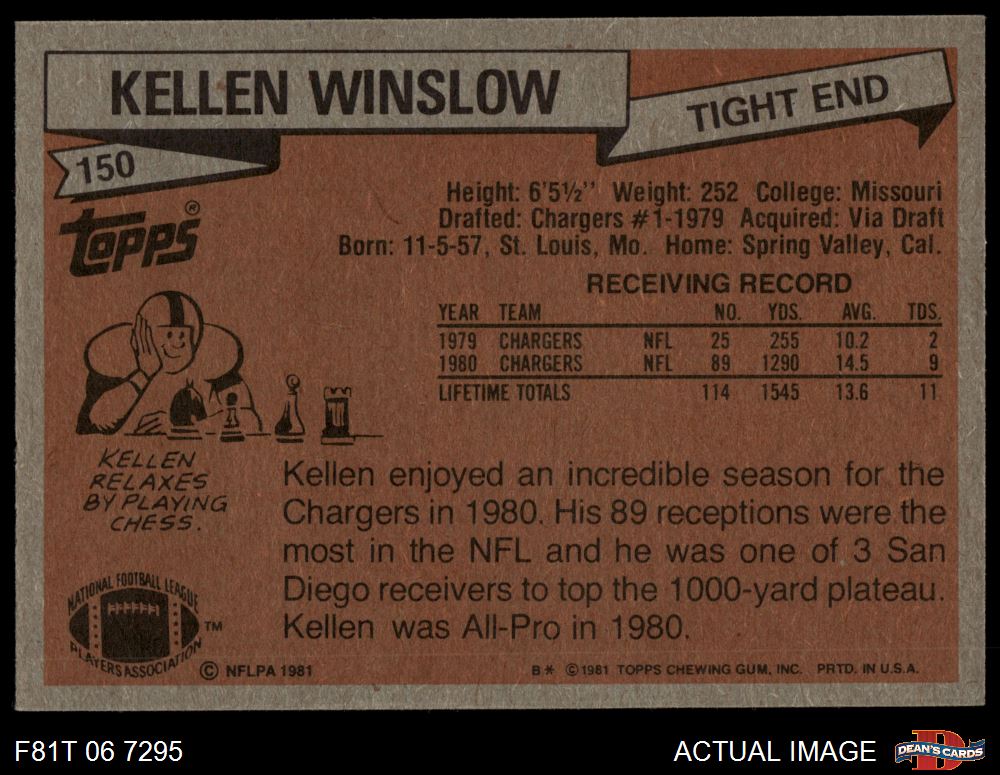 KELLEN WINSLOW
TIGHT END
150
topps®
Height: 6'5½'' Weight: 252 College: Missouri
Drafted: Chargers #1-1979 Acquired: Via Draft
Born: 11-5-57, St. Louis, Mo. Home: Spring Valley, Cal.
RECEIVING RECORD
YEAR TEAM NO. YDS. AVG. TDS.
1979 CHARGERS NFL 25 255 10.2 2
1980 CHARGERS NFL 89 1290 14.5 9
LIFETIME TOTALS 114 1545 13.6 11
KELLEN
RELAXES
BY PLAYING
CHESS.
Kellen enjoyed an incredible season for the
Chargers in 1980. His 89 receptions were the
most in the NFL and he was one of 3 San
Diego receivers to top the 1000-yard plateau.
Kellen was All-Pro in 1980.
NATIONAL FOOTBALL LEAGUE
PLAYERS ASSOCIATION
TM
© NFLPA 1981
B* ©1981 TOPPS CHEWING GUM, INC. PRTD. IN U.S.A.
F81T 06 7295
ACTUAL IMAGE
D
DEAN'S CARDS